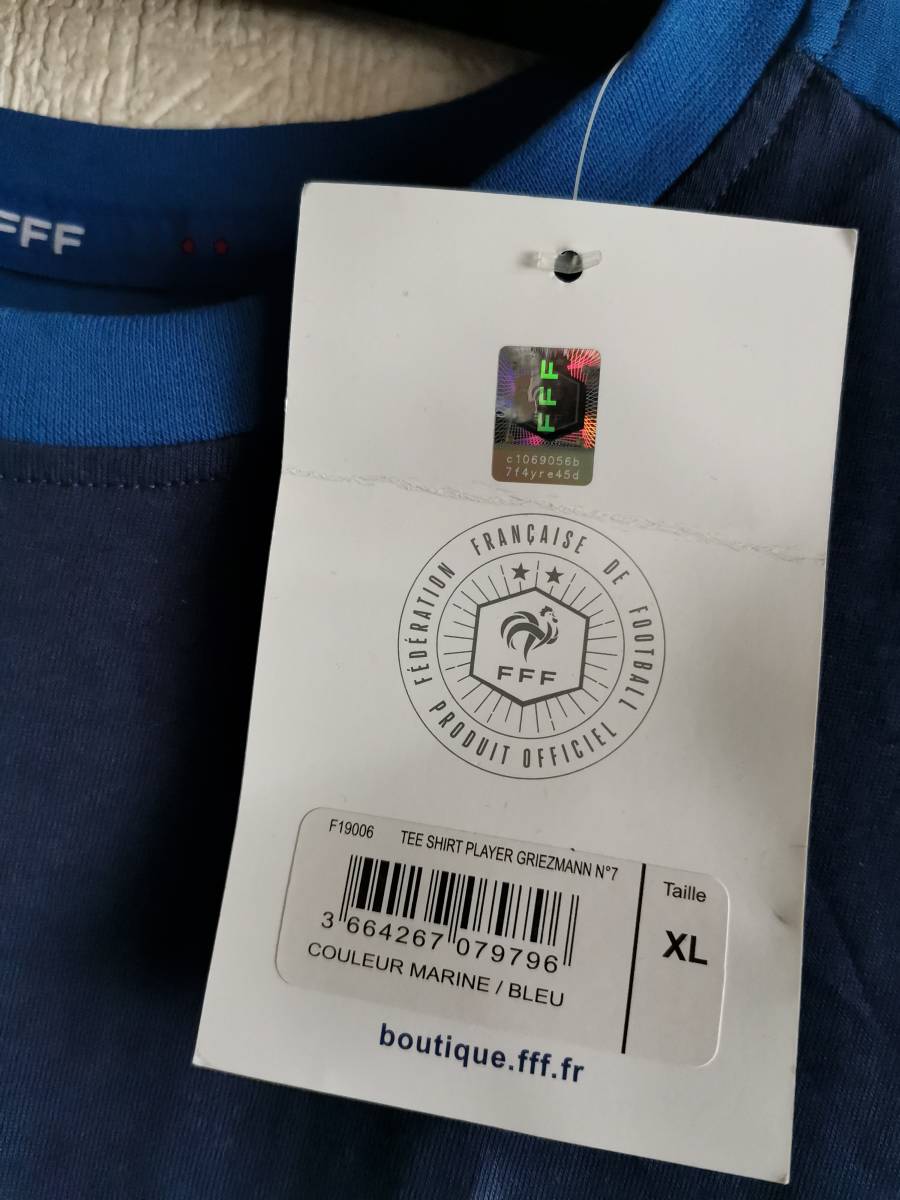 FFF
FFF
c1069056b
7f4yre45d
FÉDÉRATION FRANÇAISE DE FOOTBALL
FFF
PRODUIT OFFICIEL
F19006 TEE SHIRT PLAYER GRIEZMANN N°7
Taille
XL
3 664267 079796
COULEUR MARINE / BLEU
boutique.fff.fr